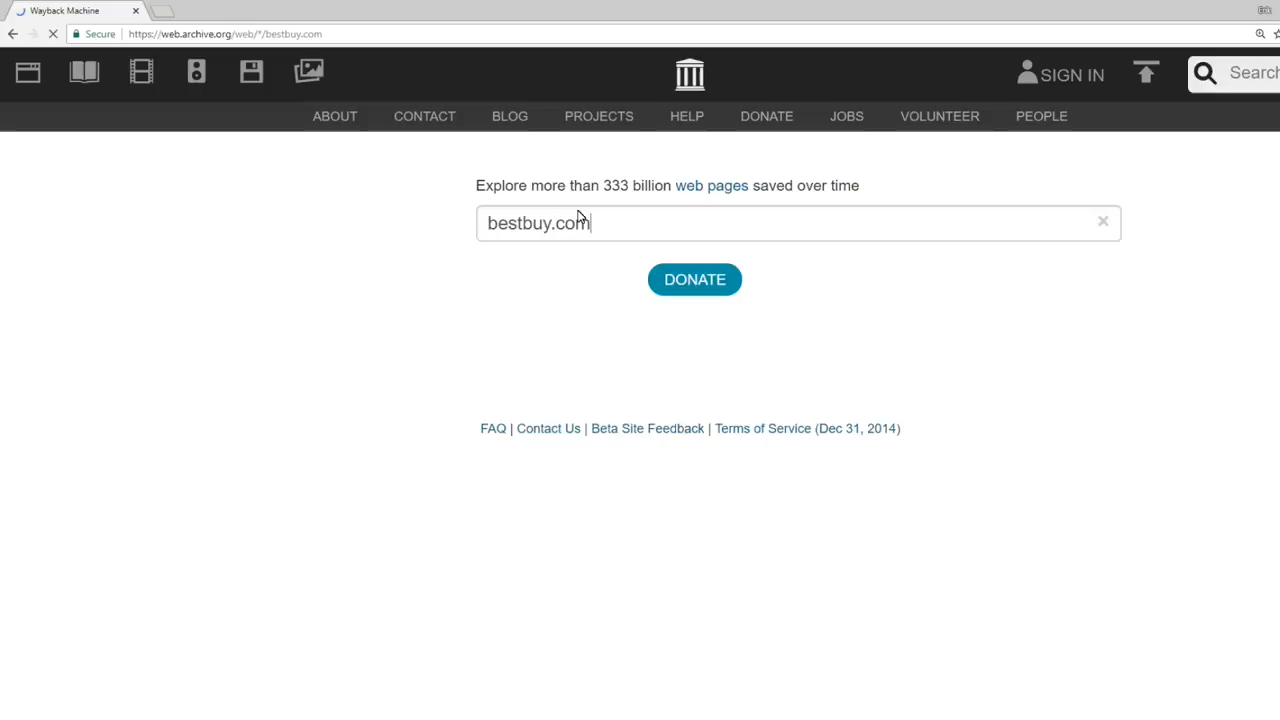 Wayback Machine
Erik
Secure
https://web.archive.org/web/*/bestbuy.com
SIGN IN
Search
ABOUT CONTACT BLOG PROJECTS HELP DONATE JOBS VOLUNTEER PEOPLE
Explore more than 333 billion web pages saved over time
bestbuy.com
DONATE
FAQ | Contact Us | Beta Site Feedback | Terms of Service (Dec 31, 2014)